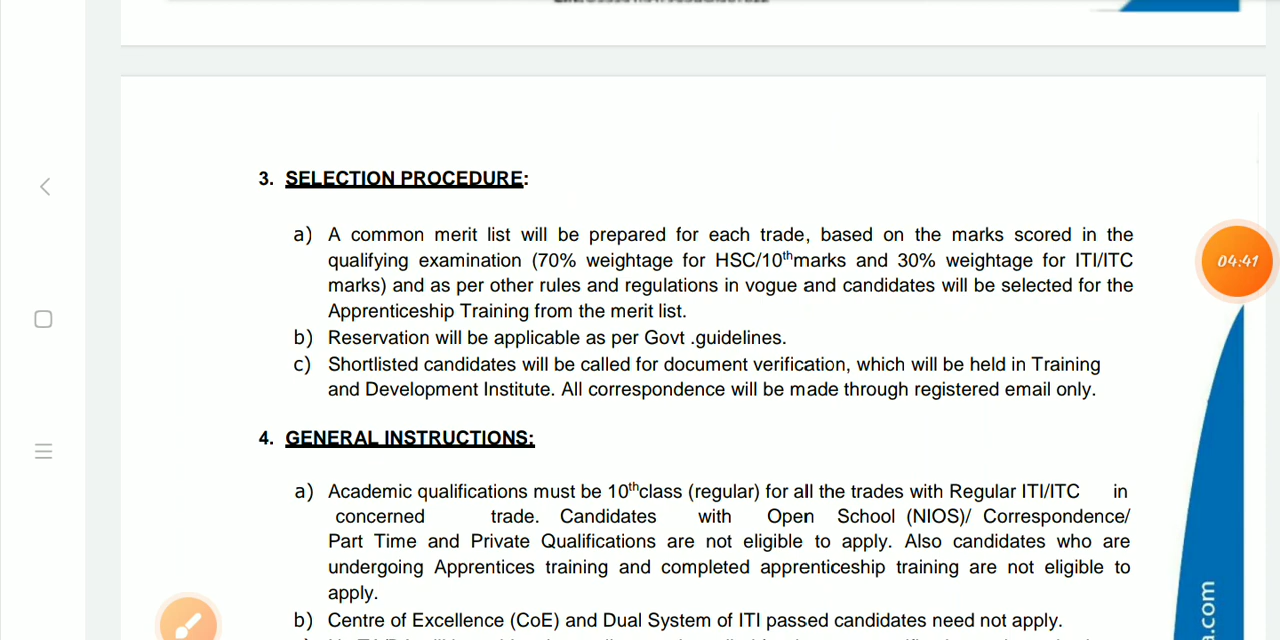 3. SELECTION PROCEDURE:
a) A common merit list will be prepared for each trade, based on the marks scored in the
qualifying examination (70% weightage for HSC/10thmarks and 30% weightage for ITI/ITC
marks) and as per other rules and regulations in vogue and candidates will be selected for the
Apprenticeship Training from the merit list.
b) Reservation will be applicable as per Govt .guidelines.
c) Shortlisted candidates will be called for document verification, which will be held in Training
and Development Institute. All correspondence will be made through registered email only.
04:41
4. GENERAL INSTRUCTIONS:
a) Academic qualifications must be 10thclass (regular) for all the trades with Regular ITI/ITC in
concerned trade. Candidates with Open School (NIOS)/ Correspondence/
Part Time and Private Qualifications are not eligible to apply. Also candidates who are
undergoing Apprentices training and completed apprenticeship training are not eligible to
apply.
b) Centre of Excellence (CoE) and Dual System of ITI passed candidates need not apply.
.com